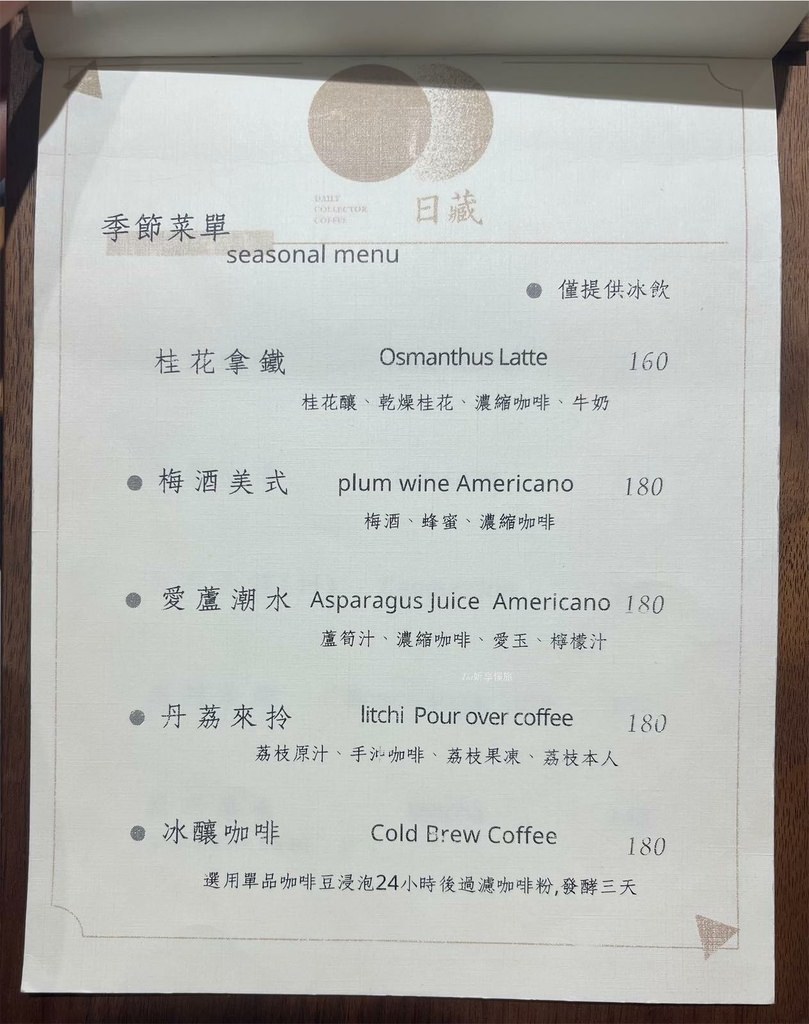 DAILY
COLLECTOR
COFFEE
日藏
季節菜單
seasonal menu
● 僅提供冰飲
桂花拿鐵 Osmanthus Latte 160
桂花釀、乾燥桂花、濃縮咖啡、牛奶
● 梅酒美式 plum wine Americano 180
梅酒、蜂蜜、濃縮咖啡
● 愛蘆潮水 Asparagus Juice Americano 180
蘆筍汁、濃縮咖啡、愛玉、檸檬汁
● 丹荔來拎 litchi Pour over coffee 180
荔枝原汁、手沖咖啡、荔枝果凍、荔枝本人
● 冰釀咖啡 Cold Brew Coffee 180
選用單品咖啡豆浸泡24小時後過濾咖啡粉,發酵三天